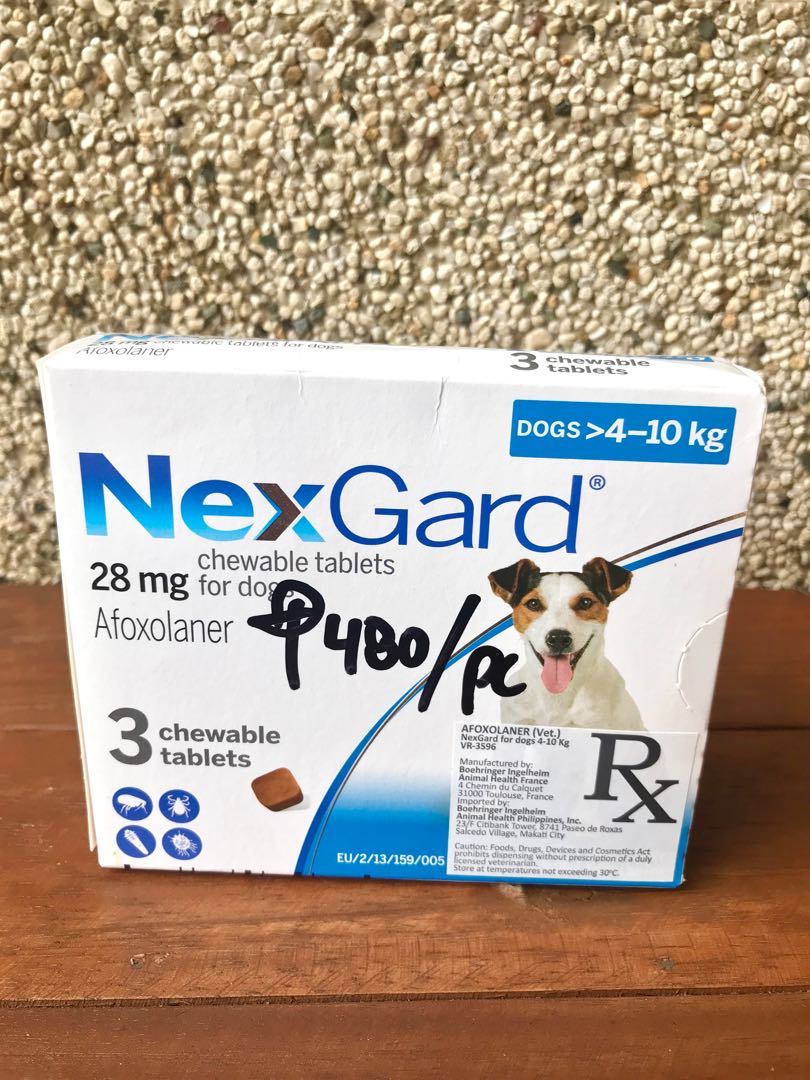 NexGard
28 mg chewable tablets for dogs
Afoxolaner
3 chewable
tablets
DOGS >4–10 kg
NexGard®
28 mg chewable tablets
for dogs
Afoxolaner
₱480/pc
3 chewable
tablets
EU/2/13/159/005
AFOXOLANER (Vet.)
NexGard for dogs 4-10 Kg
VR-3596
Manufactured by:
Boehringer Ingelheim
Animal Health France
4 Chemin du Calquet
31000 Toulouse, France
Imported by:
Boehringer Ingelheim
Animal Health Philippines, Inc.
23/F Citibank Tower, 8741 Paseo de Roxas
Salcedo Village, Makati City
Caution: Foods, Drugs, Devices and Cosmetics Act
prohibits dispensing without prescription of a duly
licensed veterinarian.
Store at temperatures not exceeding 30°C.
Rx